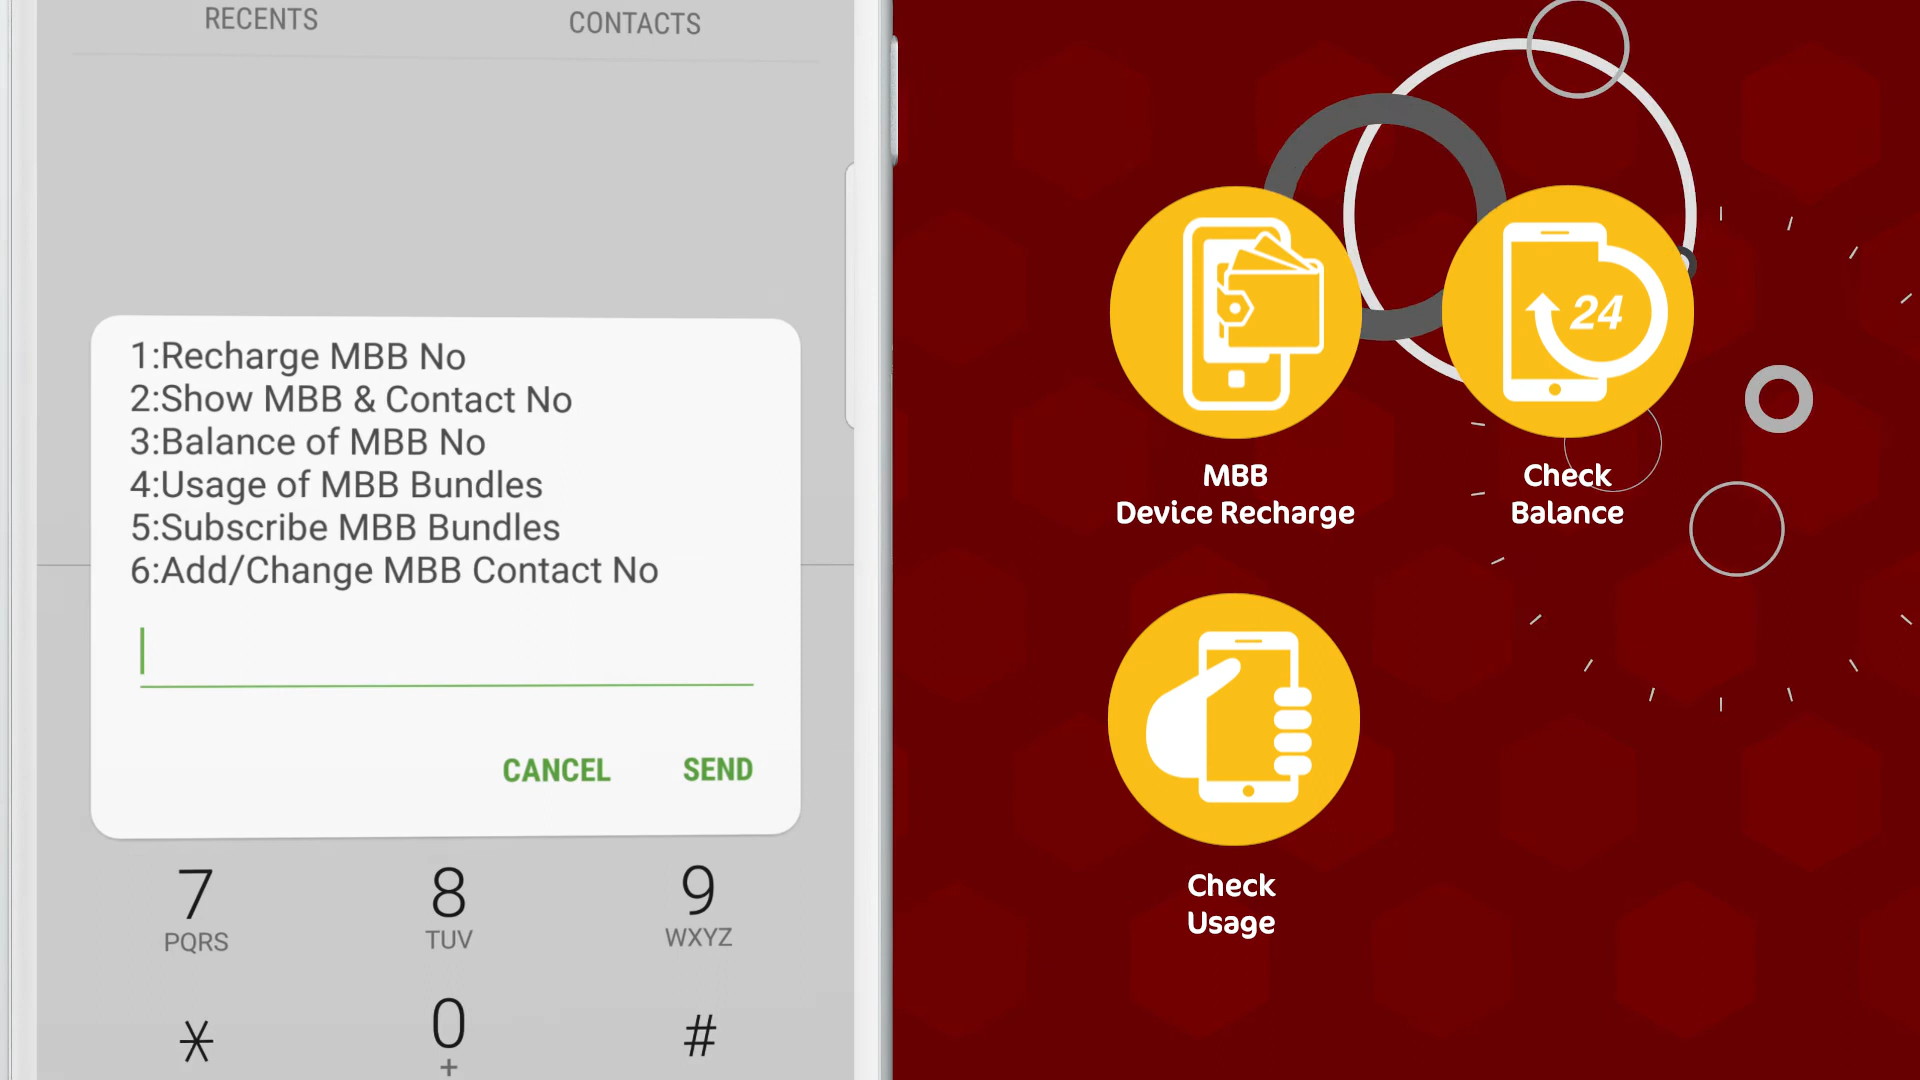 RECENTS
CONTACTS
1:Recharge MBB No
2:Show MBB & Contact No
3:Balance of MBB No
4:Usage of MBB Bundles
5:Subscribe MBB Bundles
6:Add/Change MBB Contact No
CANCEL
SEND
7
8
9
PQRS
TUV
WXYZ
*
0
#
+
24
MBB
Device Recharge
Check
Balance
Check
Usage